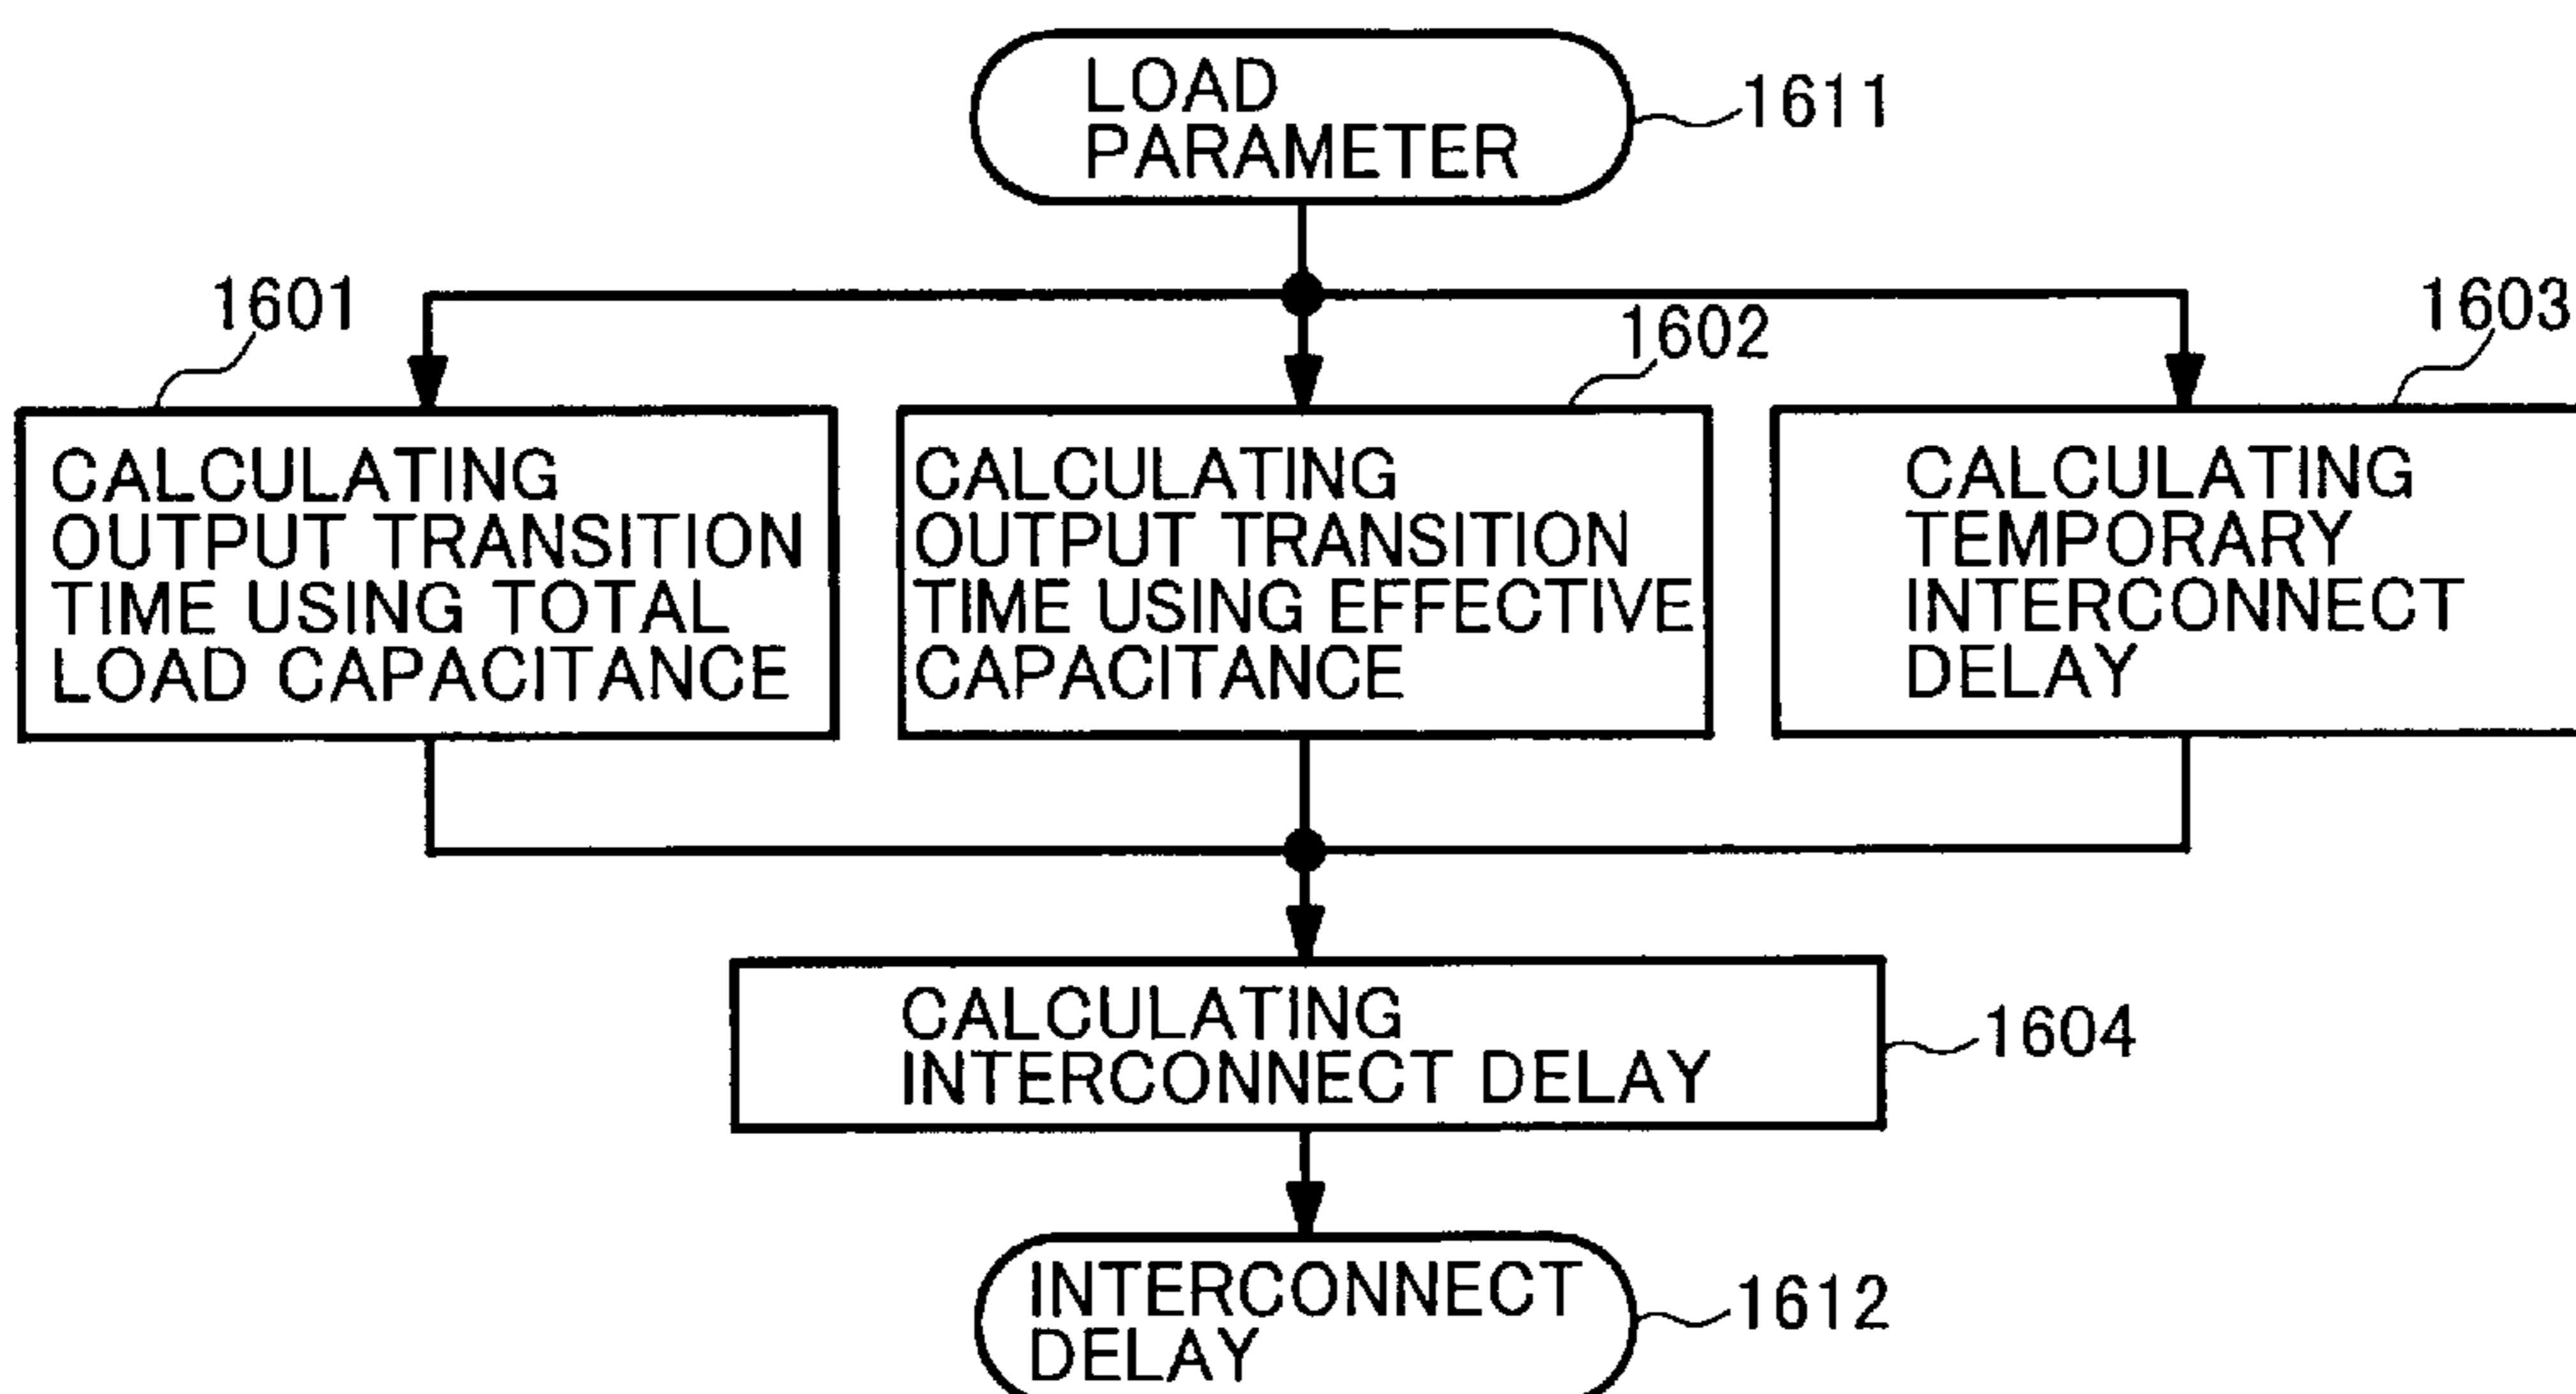 LOAD
PARAMETER
1611
1601
1602
1603
CALCULATING
OUTPUT TRANSITION
TIME USING TOTAL
LOAD CAPACITANCE
CALCULATING
OUTPUT TRANSITION
TIME USING EFFECTIVE
CAPACITANCE
CALCULATING
TEMPORARY
INTERCONNECT
DELAY
CALCULATING
INTERCONNECT DELAY
1604
INTERCONNECT
DELAY
1612